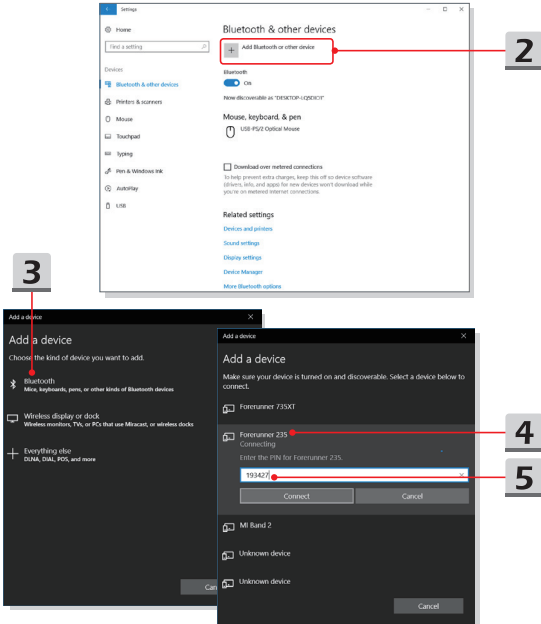 Settings
Home
Find a setting
Devices
Bluetooth & other devices
Printers & scanners
Mouse
Touchpad
Typing
Pen & Windows Ink
AutoPlay
USB
Bluetooth & other devices
Add Bluetooth or other device
2
Bluetooth
On
Now discoverable as "DESKTOP-LQ5DIO1"
Mouse, keyboard, & pen
USB-PS/2 Optical Mouse
Download over metered connections
To help prevent extra charges, keep this off so device software
(drivers, info, and apps) for new devices won't download while
you're on metered Internet connections.
Related settings
Devices and printers
Sound settings
Display settings
Device Manager
More Bluetooth options
3
Add a device
Add a device
Choose the kind of device you want to add.
Bluetooth
Mice, keyboards, pens, or other kinds of Bluetooth devices
Wireless display or dock
Wireless monitors, TVs, or PCs that use Miracast, or wireless docks
Everything else
DLNA, DIAL, POS, and more
Can
Add a device
Add a device
Make sure your device is turned on and discoverable. Select a device below to
connect.
Forerunner 735XT
Forerunner 235
4
Connecting
Enter the PIN for Forerunner 235.
193427
5
Connect Cancel
MI Band 2
Unknown device
Unknown device
Cancel